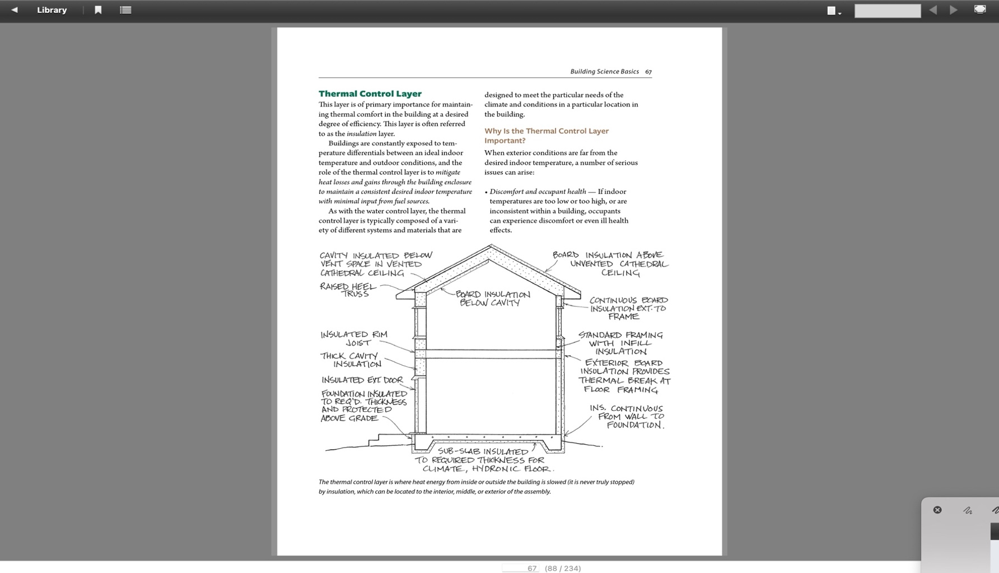 Library
Building Science Basics 67
Thermal Control Layer
This layer is of primary importance for maintain-
ing thermal comfort in the building at a desired
degree of efficiency. This layer is often referred
to as the insulation layer.
Buildings are constantly exposed to tem-
perature differentials between an ideal indoor
temperature and outdoor conditions, and the
role of the thermal control layer is to mitigate
heat losses and gains through the building enclosure
to maintain a consistent desired indoor temperature
with minimal input from fuel sources.
As with the water control layer, the thermal
control layer is typically composed of a vari-
ety of different systems and materials that are
designed to meet the particular needs of the
climate and conditions in a particular location in
the building.
Why Is the Thermal Control Layer
Important?
When exterior conditions are far from the
desired indoor temperature, a number of serious
issues can arise:
• Discomfort and occupant health — If indoor
temperatures are too low or too high, or are
inconsistent within a building, occupants
can experience discomfort or even ill health
effects.
CAVITY INSULATED BELOW
VENT SPACE IN VENTED
CATHEDRAL CEILING
RAISED HEEL
TRUSS
BOARD INSULATION
BELOW CAVITY
INSULATED RIM
JOIST
THICK CAVITY
INSULATION
INSULATED EXT. DOOR
FOUNDATION INSULATED
TO REQ'D. THICKNESS
AND PROTECTED
ABOVE GRADE
BOARD INSULATION ABOVE
UNVENTED CATHEDRAL
CEILING
CONTINUOUS BOARD
INSULATION EXT. TO
FRAME
STANDARD FRAMING
WITH INFILL
INSULATION
EXTERIOR BOARD
INSULATION PROVIDES
THERMAL BREAK AT
FLOOR FRAMING
INS. CONTINUOUS
FROM WALL TO
FOUNDATION.
SUB-SLAB INSULATED
TO REQUIRED THICKNESS FOR
CLIMATE, HYDRONIC FLOOR.
The thermal control layer is where heat energy from inside or outside the building is slowed (it is never truly stopped)
by insulation, which can be located to the interior, middle, or exterior of the assembly.
67 (88 / 234)